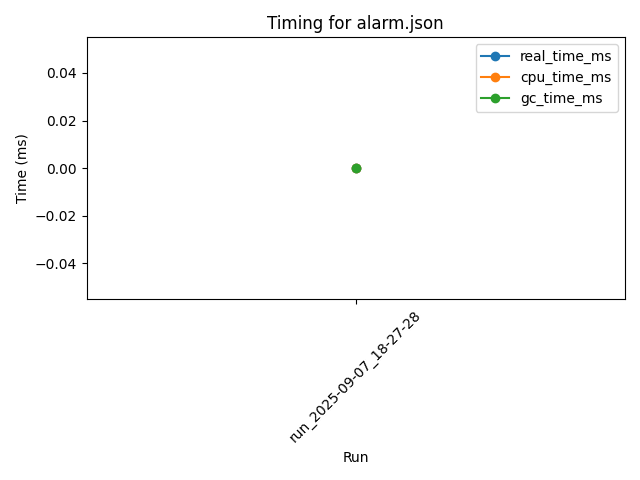 Timing for alarm.json
real_time_ms
cpu_time_ms
gc_time_ms
Time (ms)
0.04
0.02
0.00
−0.02
−0.04
run_2025-09-07_18-27-28
Run